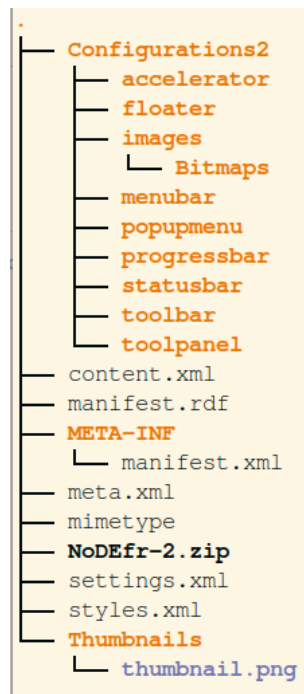 .
Configurations2
accelerator
floater
images
Bitmaps
menubar
popupmenu
progressbar
statusbar
toolbar
toolpanel
content.xml
manifest.rdf
META-INF
manifest.xml
meta.xml
mimetype
NoDEfr-2.zip
settings.xml
styles.xml
Thumbnails
thumbnail.png